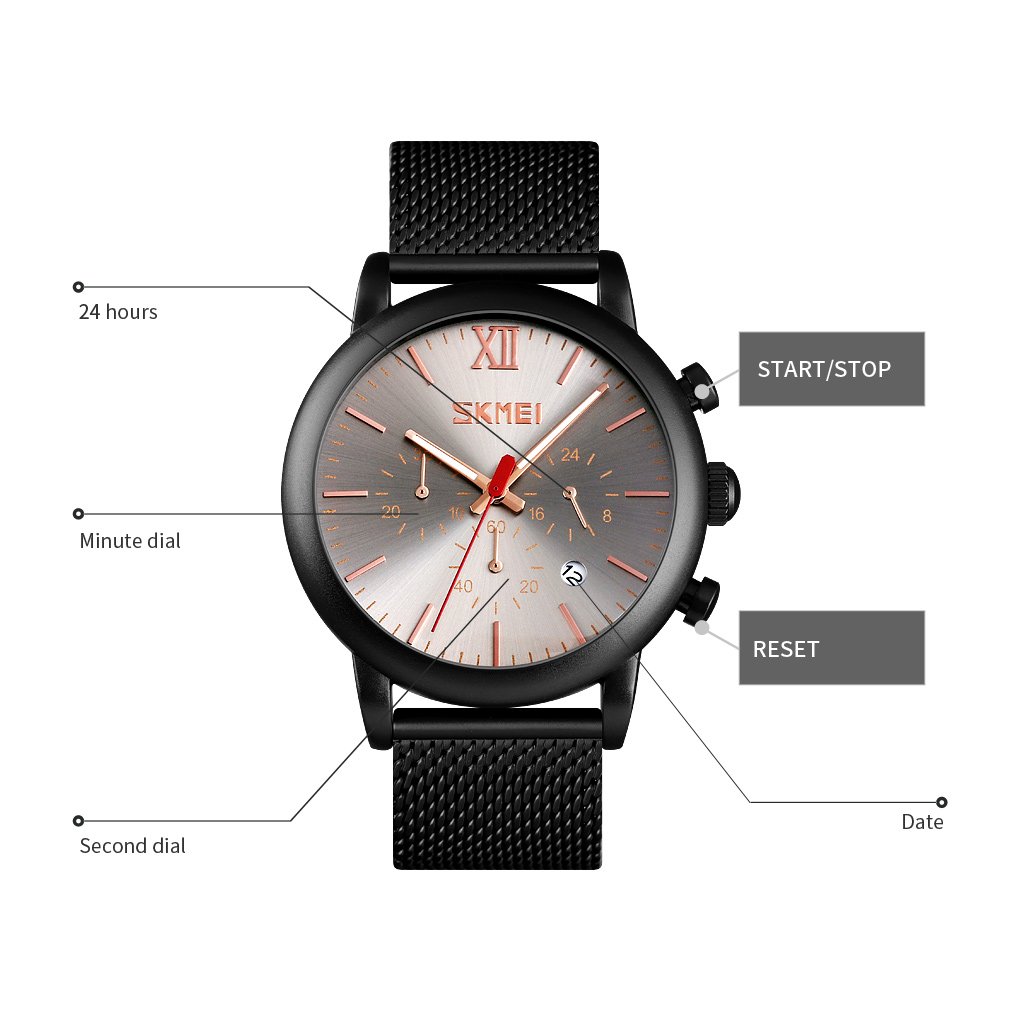 24 hours
XII
START/STOP
SKMEI
24
20
16
8
60
Minute dial
12
40
20
RESET
Date
Second dial